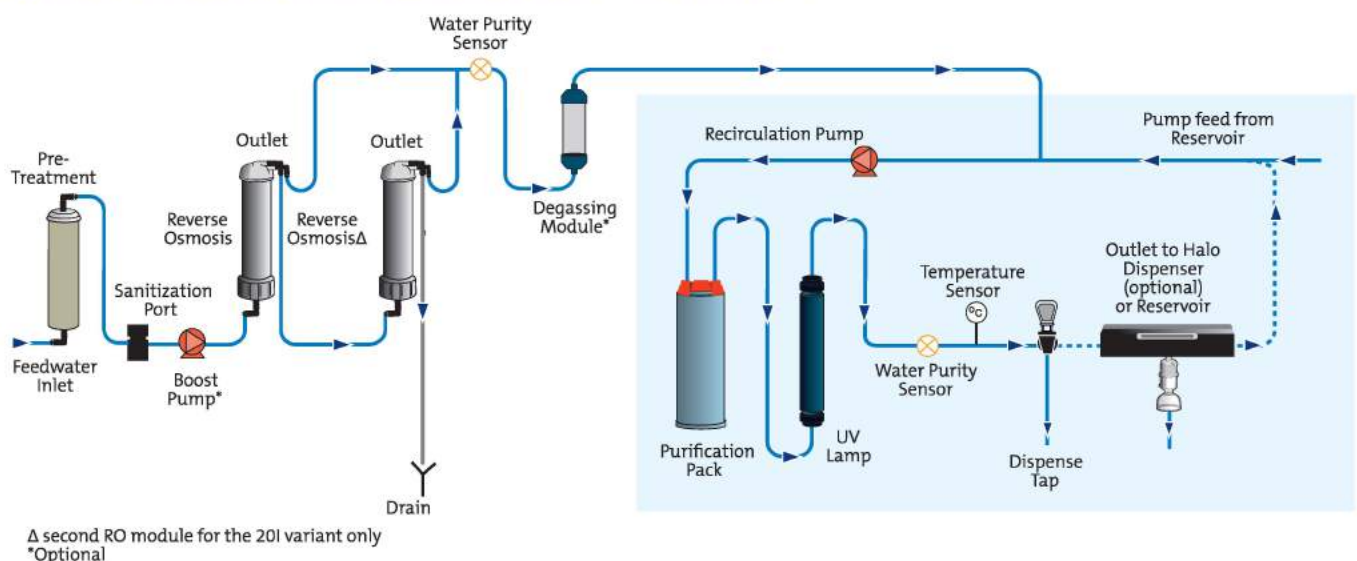 Water Purity
Sensor
Outlet
Outlet
Pre-
Treatment
Reverse
Osmosis
Reverse
OsmosisΔ
Sanitization
Port
Feedwater
Inlet
Boost
Pump*
Drain
Degassing
Module*
Recirculation Pump
Pump feed from
Reservoir
Temperature
Sensor
°C
Outlet to Halo
Dispenser
(optional)
or Reservoir
Water Purity
Sensor
Purification
Pack
UV
Lamp
Dispense
Tap
Δ second RO module for the 20I variant only
*Optional